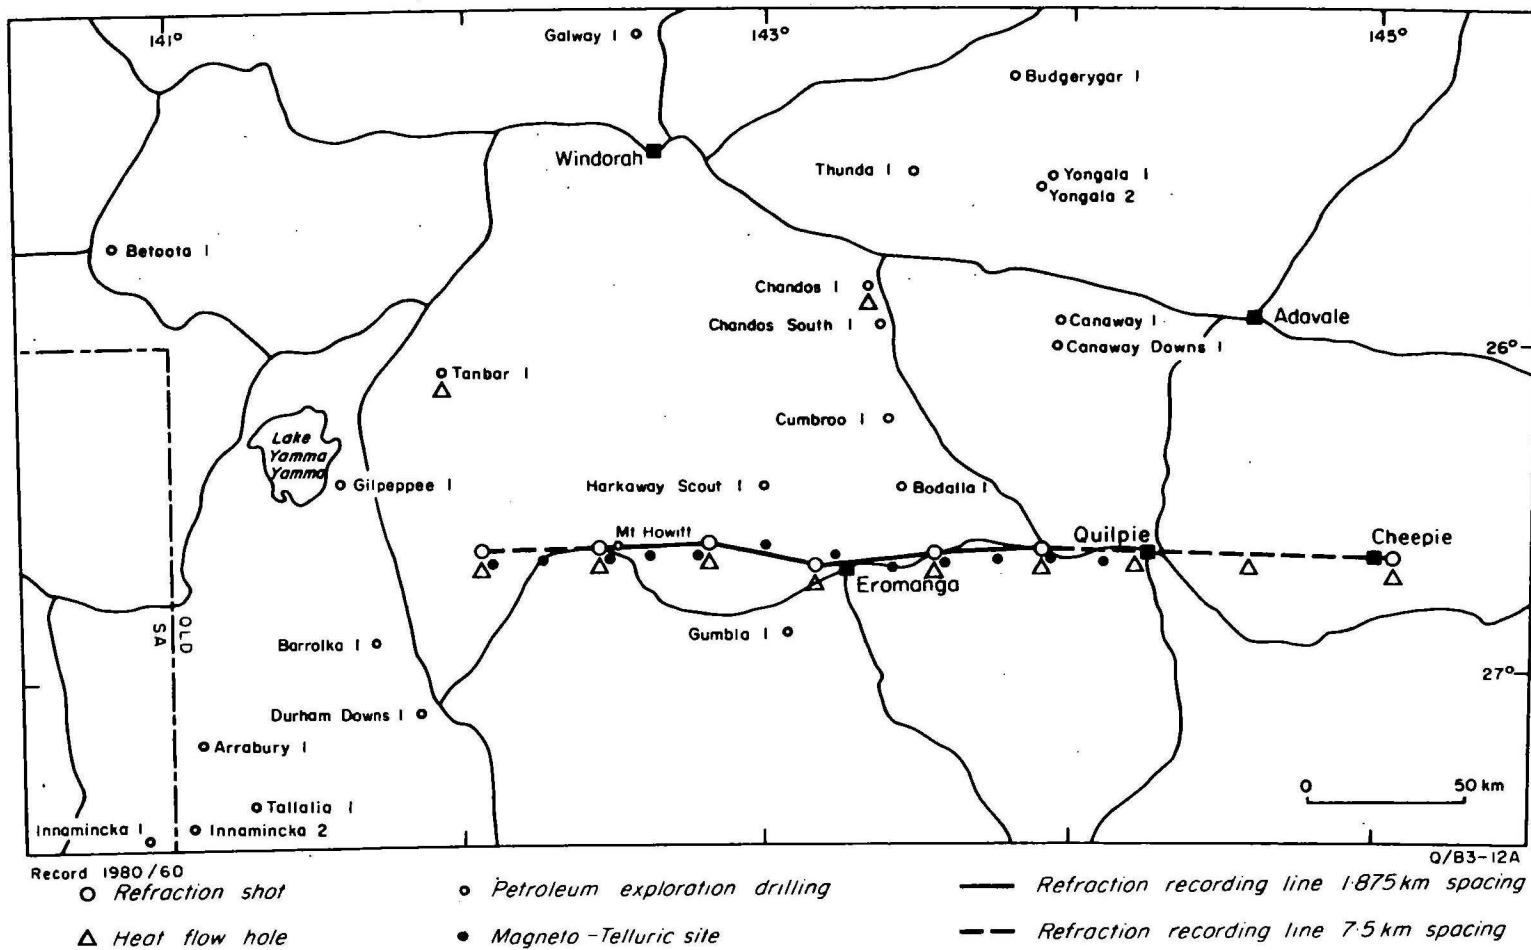 141°
143°
145°
Galway 1
Budgerygar 1
Windorah
Thunda 1
Yongala 1
Yongala 2
Betoota 1
Chandos 1
Chandos South 1
Canaway 1
Adavale
Canaway Downs 1
26°
Tanbar 1
Cumbroo 1
Lake
Yamma
Yamma
Gilpeppee 1
Harkaway Scout 1
Bodalla 1
Mt Howitt
Quilpie
Cheepie
Eromanga
QLD
SA
Barrolka 1
Gumbla 1
27°
Durham Downs 1
Arrabury 1
0 50 km
Tallalia 1
Innamincka 1
Innamincka 2
Record 1980/60
Q/B3-12A
Refraction shot
Petroleum exploration drilling
Refraction recording line 1·875 km spacing
Heat flow hole
Magneto-Telluric site
Refraction recording line 7·5 km spacing